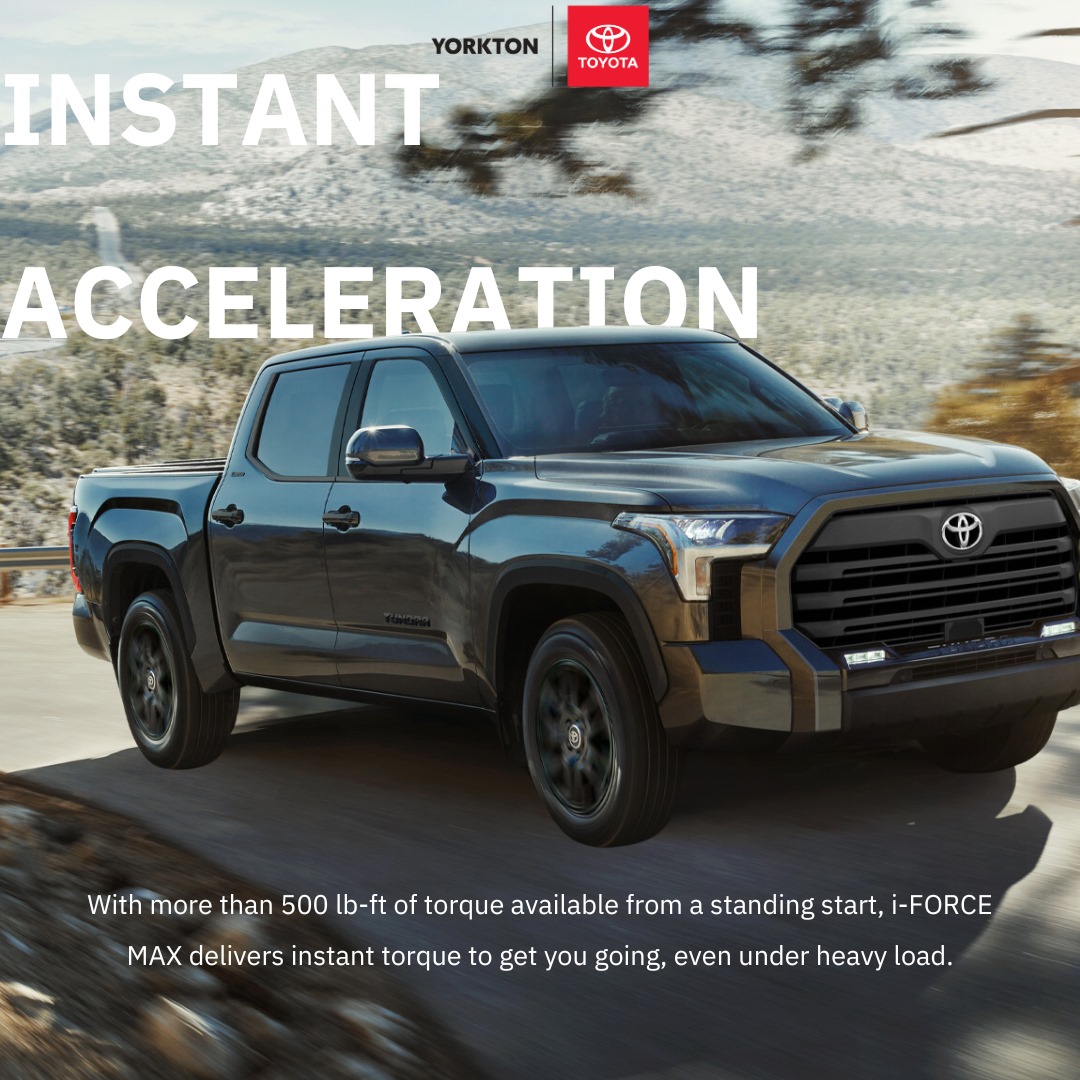 YORKTON
TOYOTA
INSTANT
ACCELERATION
TUNDRA
With more than 500 lb-ft of torque available from a standing start, i-FORCE
MAX delivers instant torque to get you going, even under heavy load.